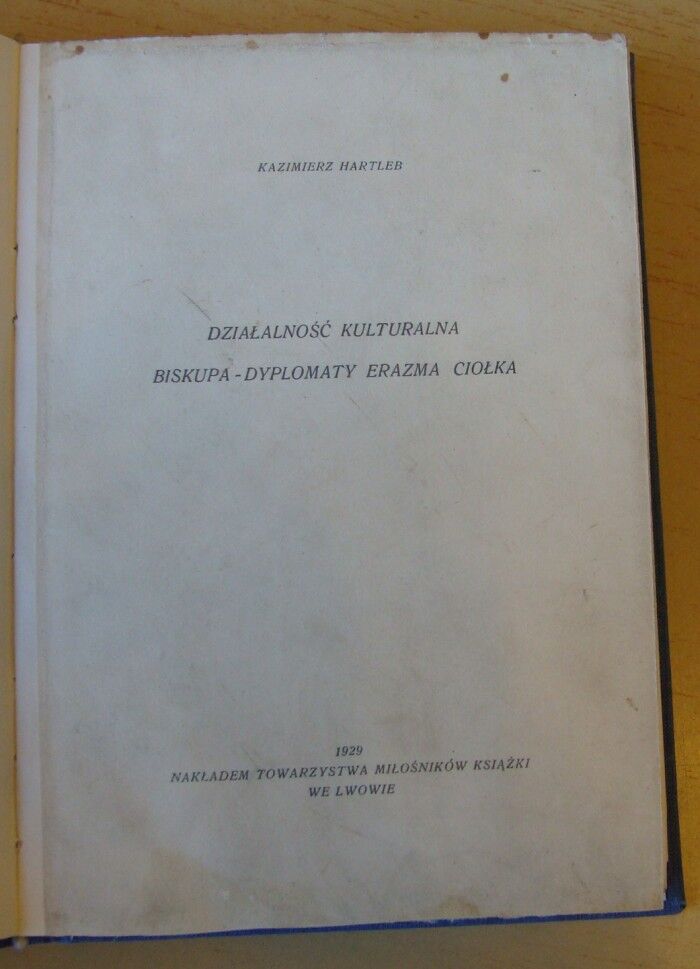 KAZIMIERZ HARTLEB
DZIAŁALNOŚĆ KULTURALNA
BISKUPA-DYPLOMATY ERAZMA CIOŁKA
1929
NAKŁADEM TOWARZYSTWA MIŁOŚNIKÓW KSIĄŻKI
WE LWOWIE